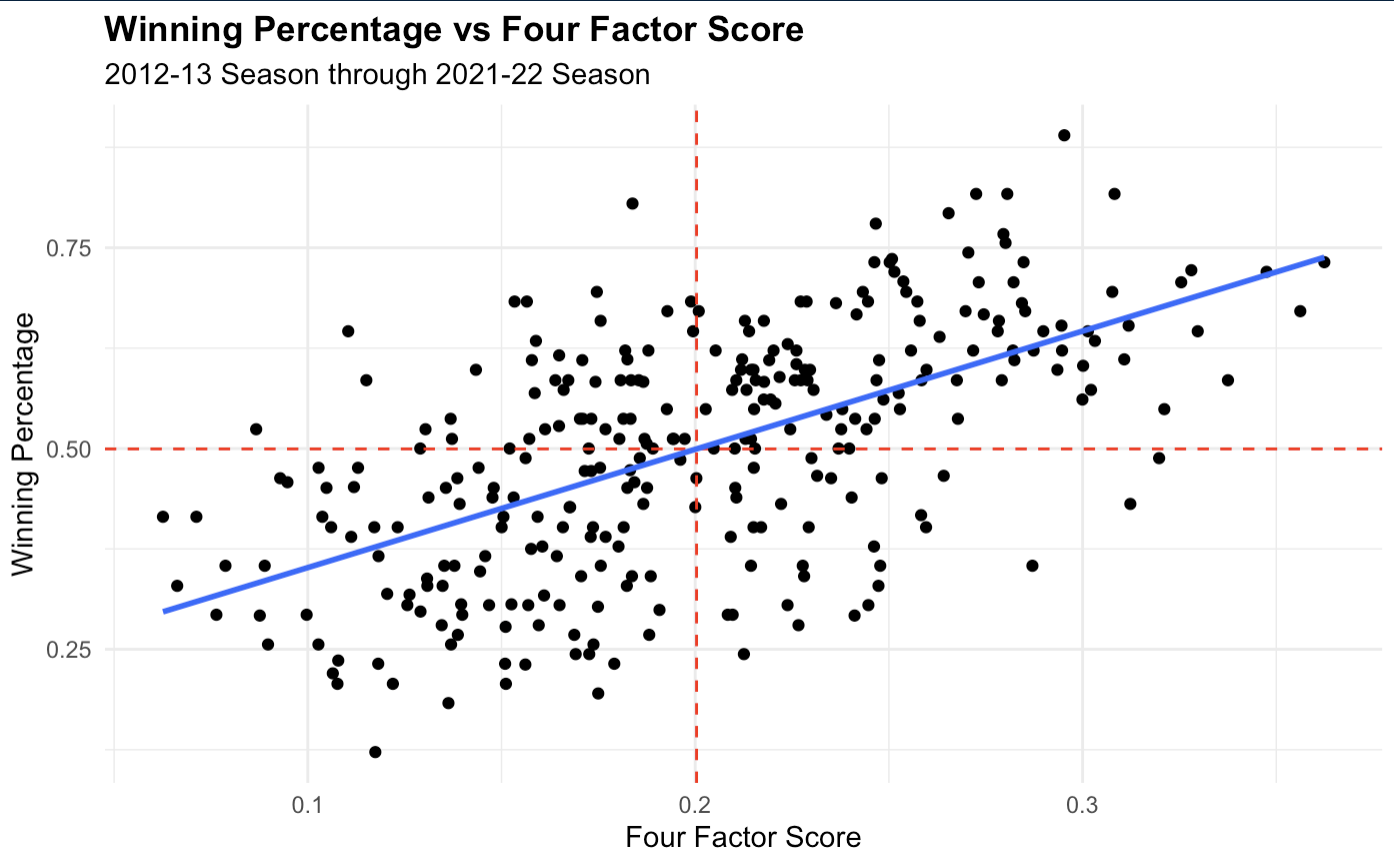 Winning Percentage vs Four Factor Score
2012-13 Season through 2021-22 Season
Winning Percentage
0.75
0.50
0.25
0.1
0.2
0.3
Four Factor Score